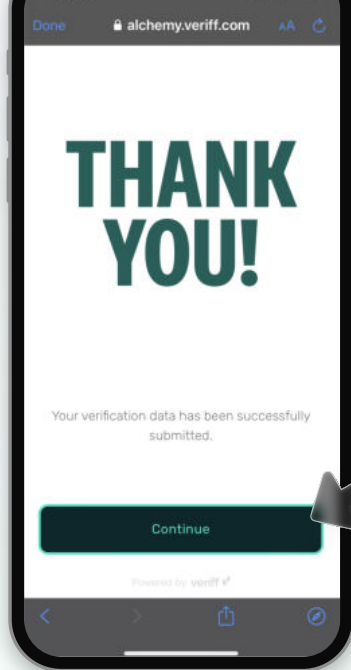 Done alchemy.veriff.com AA
THANK
YOU!
Your verification data has been successfully
submitted.
Continue
Powered by veriff